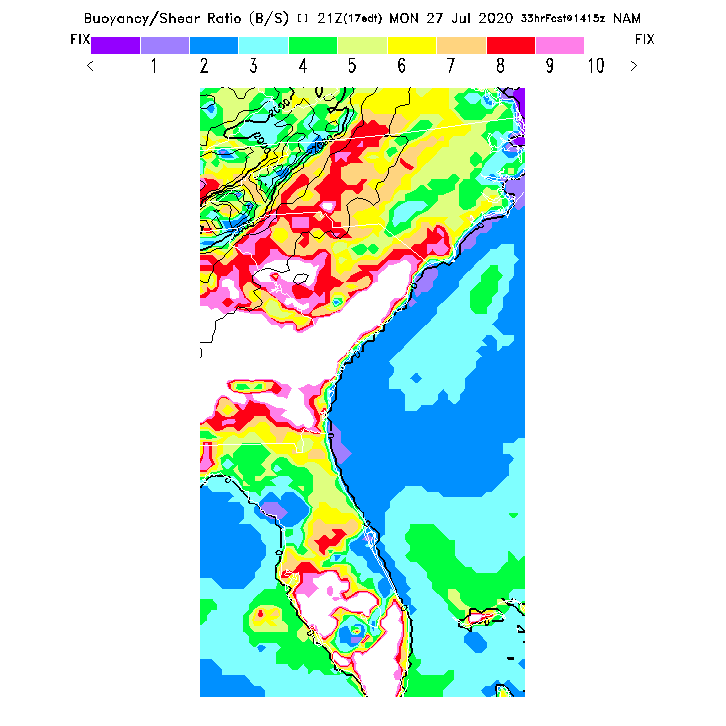 Buoyancy/Shear Ratio (B/S) [] 21Z(17edt) MON 27 Jul 2020 33hrFcst@1415z NAM
FIX FIX
< 1 2 3 4 5 6 7 8 9 10 >